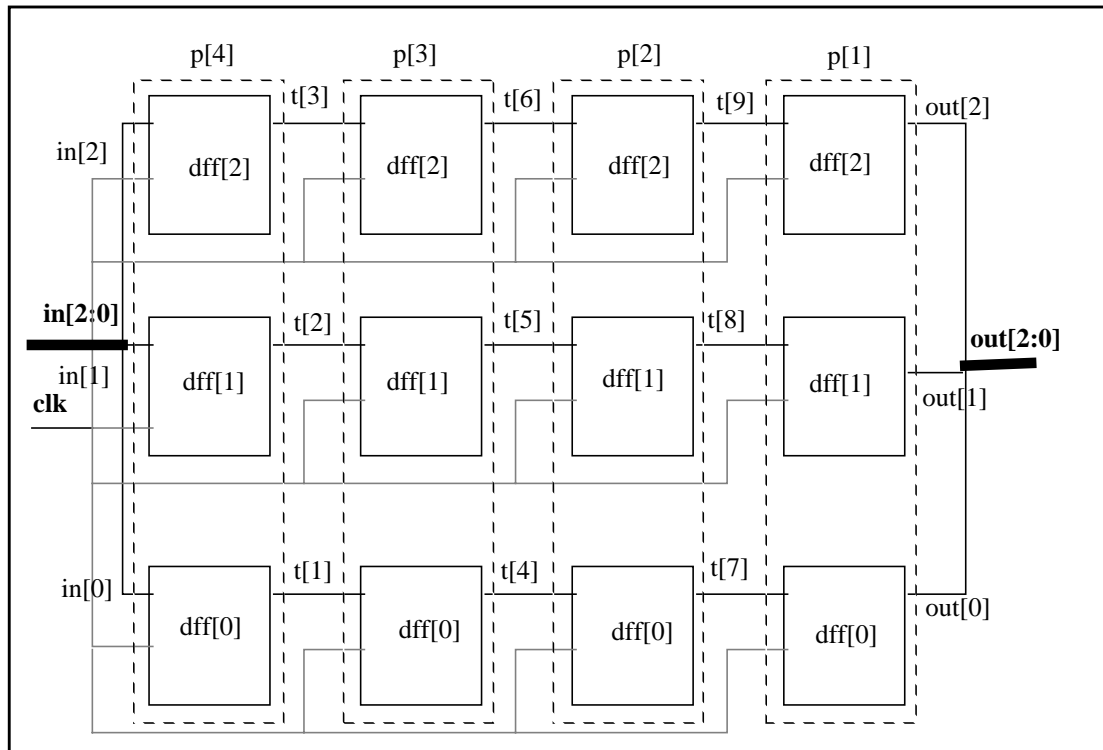 p[4] p[3] p[2] p[1]
t[3] t[6] t[9] out[2]
in[2] dff[2] dff[2] dff[2] dff[2]
in[2:0] t[2] t[5] t[8] out[2:0]
in[1] dff[1] dff[1] dff[1] dff[1] out[1]
clk
in[0] t[1] t[4] t[7] out[0]
dff[0] dff[0] dff[0] dff[0]